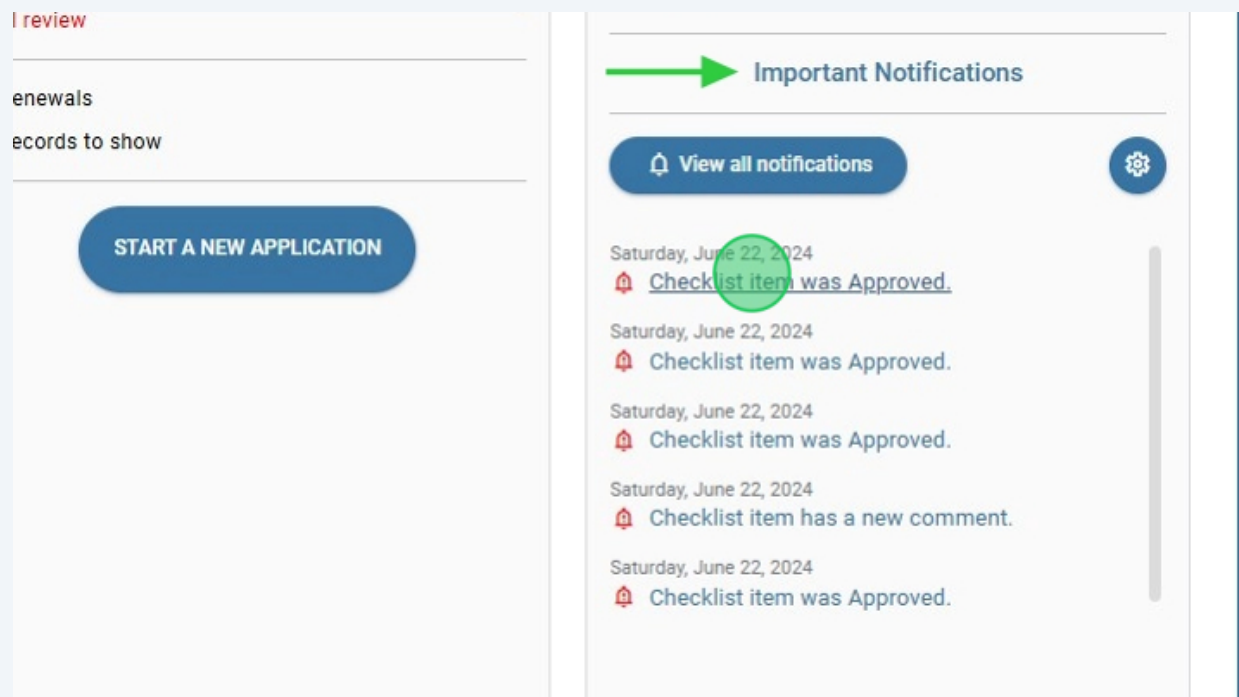 l review
enewals
ecords to show
START A NEW APPLICATION
Important Notifications
View all notifications
Saturday, June 22, 2024
Checklist item was Approved.
Saturday, June 22, 2024
Checklist item was Approved.
Saturday, June 22, 2024
Checklist item was Approved.
Saturday, June 22, 2024
Checklist item has a new comment.
Saturday, June 22, 2024
Checklist item was Approved.